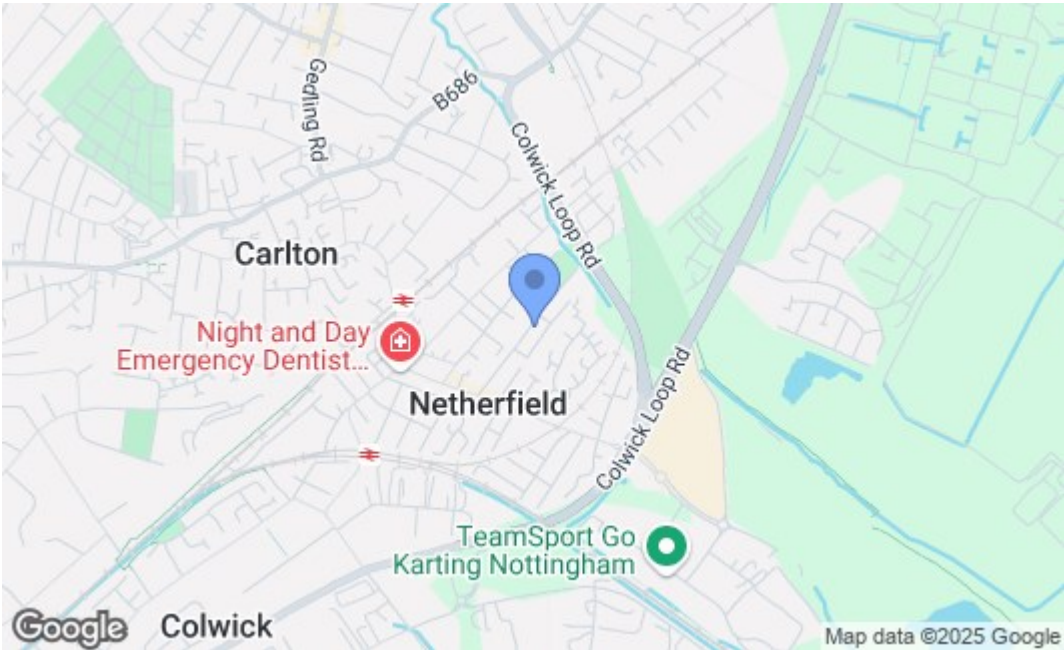 Gedling Rd
B686
Colwick Loop Rd
Carlton
Night and Day
Emergency Dentist...
Netherfield
Colwick Loop Rd
TeamSport Go
Karting Nottingham
Colwick
Google
Map data ©2025 Google